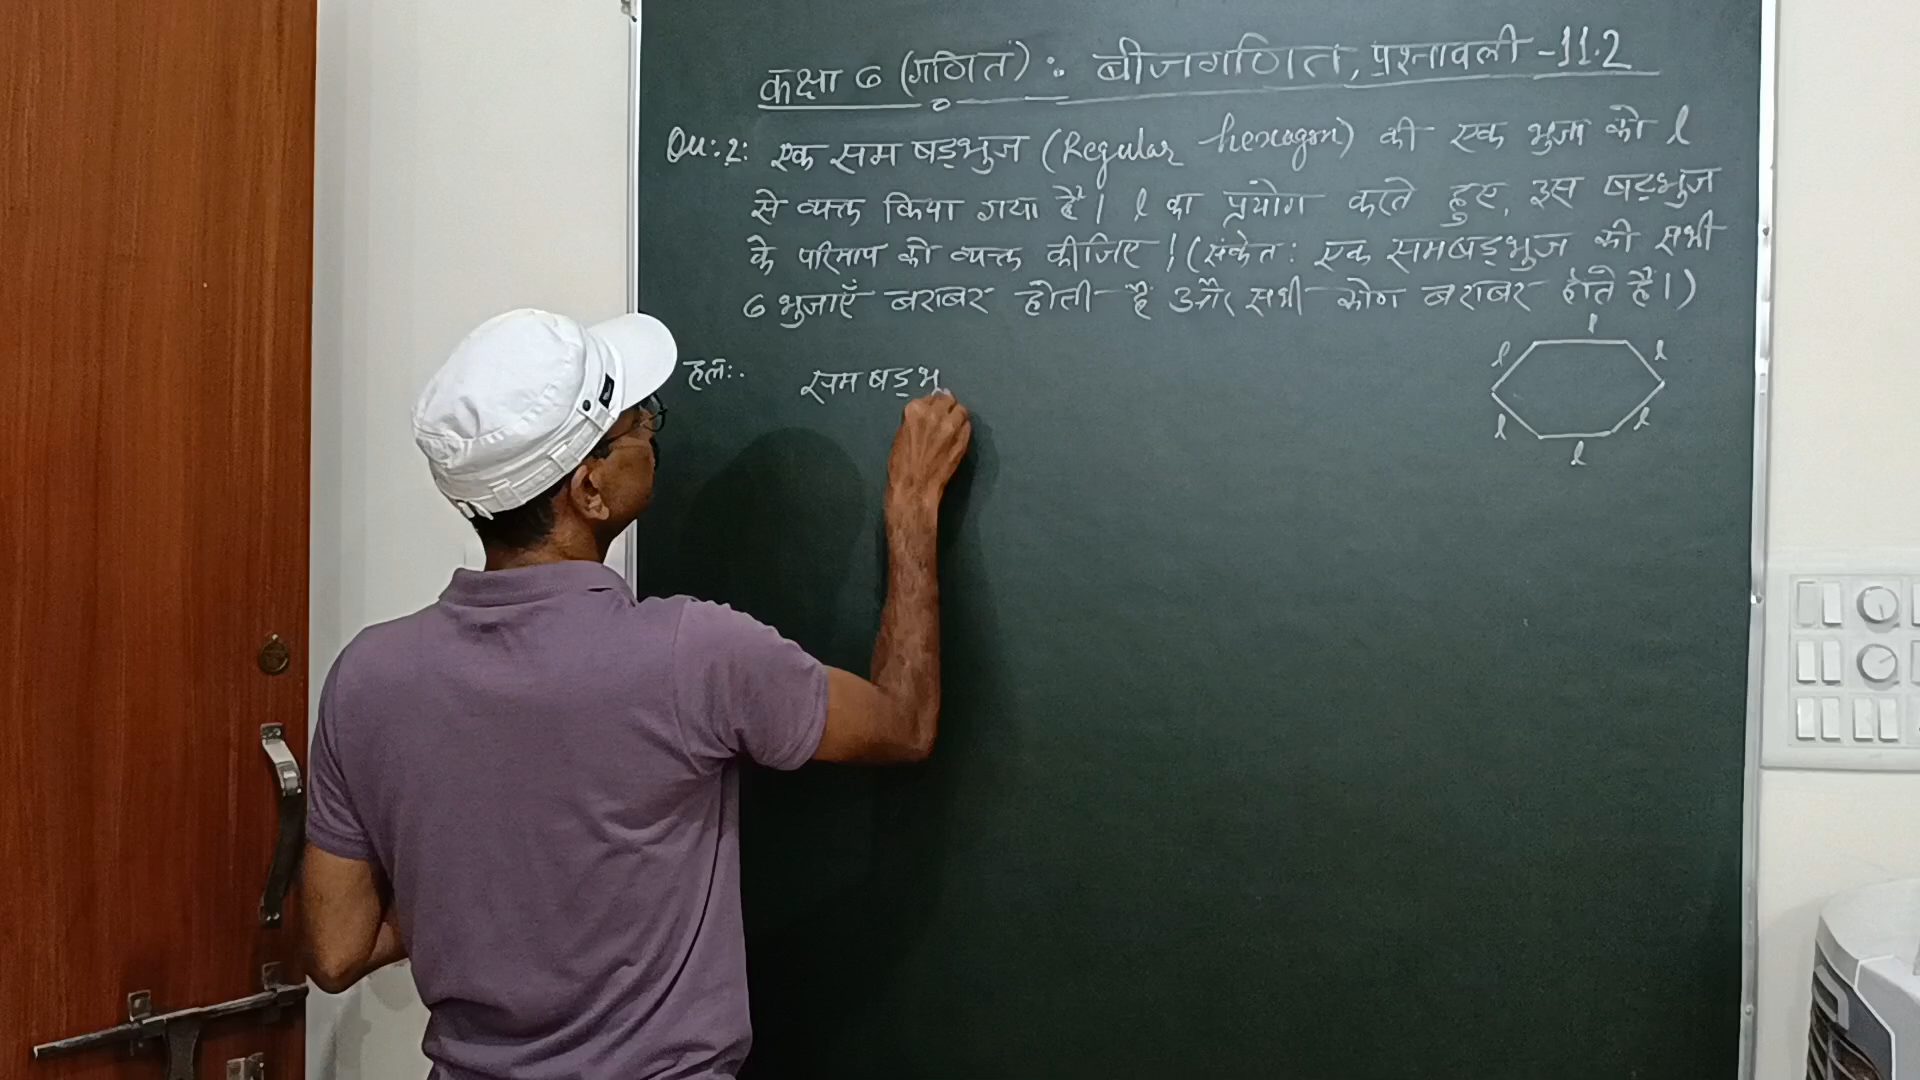 कक्षा 6 (गणित) : बीजगणित, प्रश्नावली - 11.2
Qu: 2: एक सम षड्भुज (Regular hexagon) की एक भुजा को l
से व्यक्त किया गया है। l का प्रयोग करते हुए, इस षड्भुज
के परिमाप को व्यक्त कीजिए। (संकेत: एक समषड्भुज की सभी
6 भुजाएँ बराबर होती है और सभी कोण बराबर होते हैं।)
l
l l
हल:. सम षड्भु
l l
l